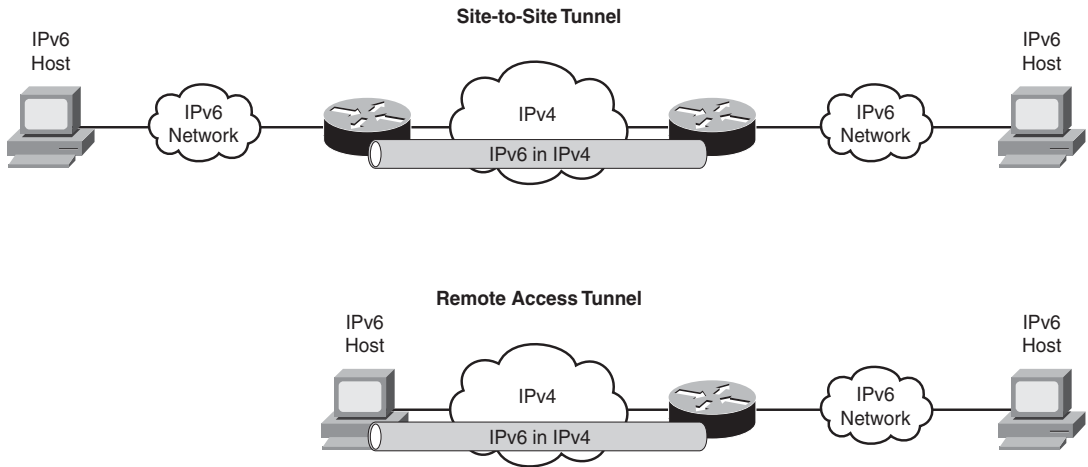 Site-to-Site Tunnel
IPv6
Host
IPv6
Network
IPv4
IPv6
Network
IPv6
Host
IPv6 in IPv4
Remote Access Tunnel
IPv6
Host
IPv4
IPv6
Network
IPv6
Host
IPv6 in IPv4